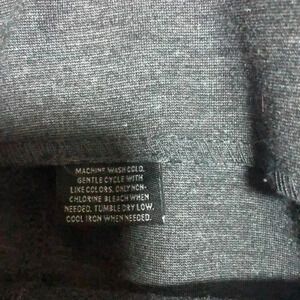 MACHINE WASH COLD,
GENTLE CYCLE WITH
LIKE COLORS. ONLY NON-
CHLORINE BLEACH WHEN
NEEDED. TUMBLE DRY LOW.
COOL IRON WHEN NEEDED.